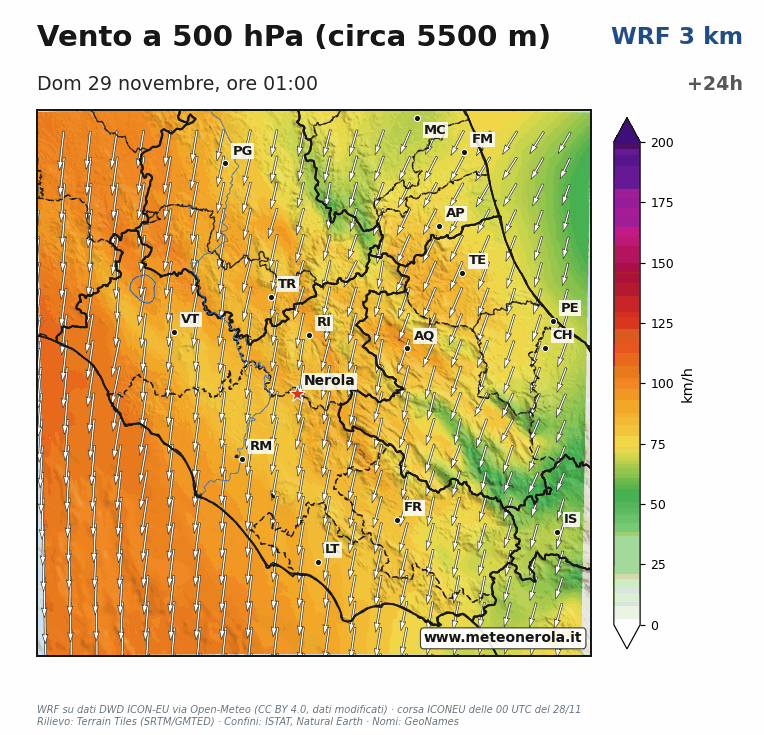 Vento a 500 hPa (circa 5500 m)
WRF 3 km
Dom 29 novembre, ore 01:00
+24h
MC
FM
PG
AP
TE
TR
PE
VT
RI
AQ
CH
Nerola
RM
FR
IS
LT
www.meteonerola.it
200
175
150
125
100
75
50
25
0
km/h
WRF su dati DWD ICON-EU via Open-Meteo (CC BY 4.0, dati modificati) · corsa ICONEU delle 00 UTC del 28/11
Rilievo: Terrain Tiles (SRTM/GMTED) · Confini: ISTAT, Natural Earth · Nomi: GeoNames